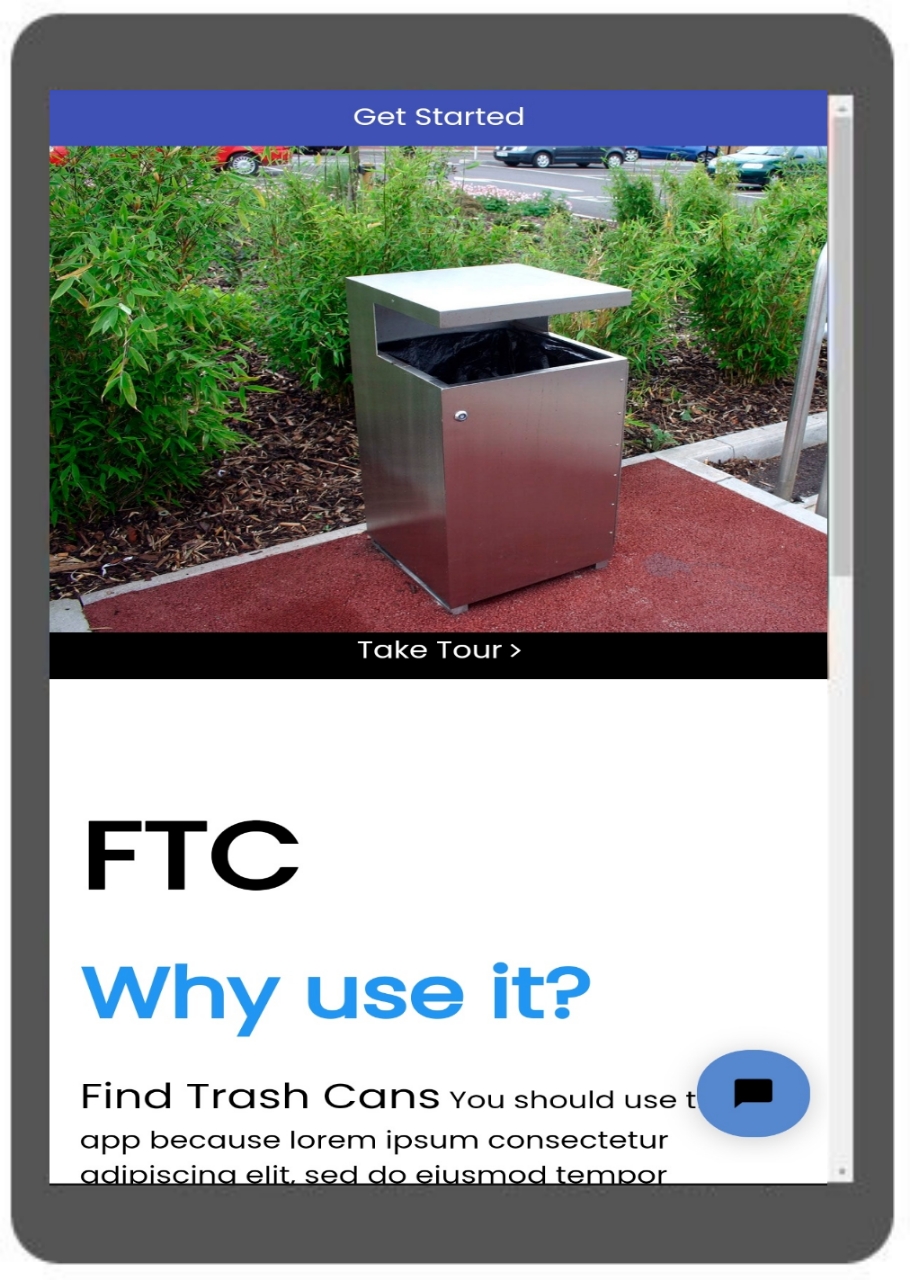 Get Started
Take Tour >
FTC
Why use it?
Find Trash Cans You should use
app because lorem ipsum consectetur
adipiscing elit, sed do eiusmod tempor